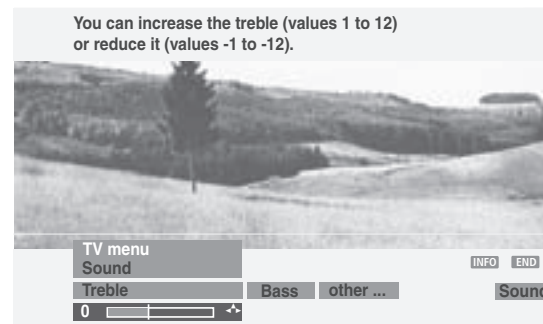 You can increase the treble (values 1 to 12)
or reduce it (values -1 to -12).
TV menu
Sound
INFO END
Treble Bass other ... Sound
0